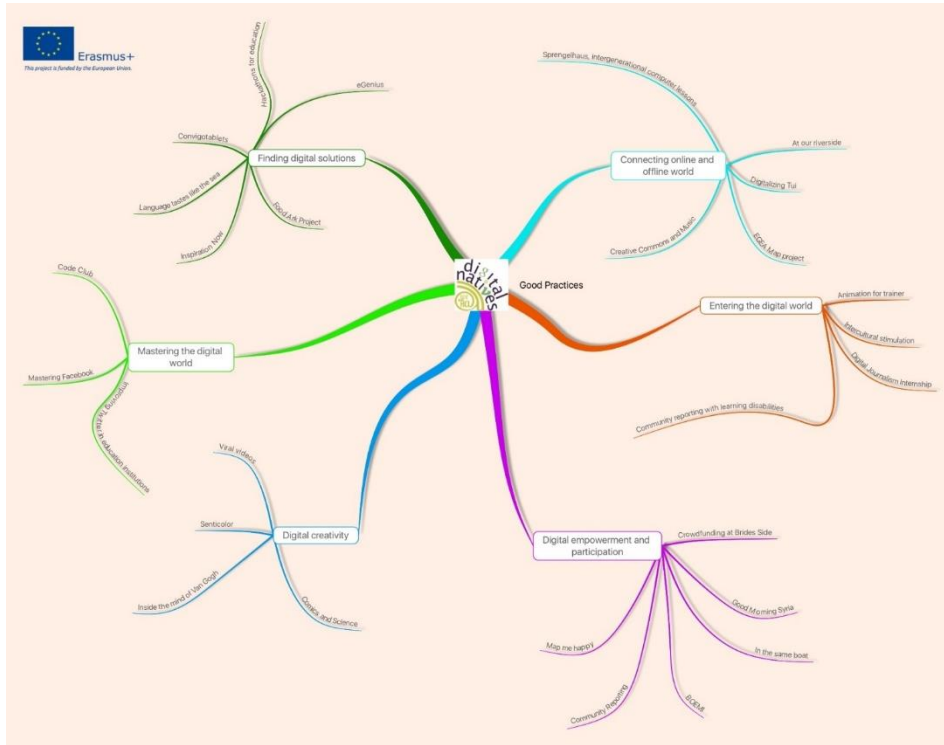 Erasmus+
This project is funded by the European Union.
digital
natives
Good Practices
Finding digital solutions
Hackathons for education
eGenius
Convigotablets
Language tastes like the sea
Inspiration Now
Food Ark Project
Connecting online and
offline world
Sprengelhaus, intergenerational computer lessons
At our riverside
Digitalizing Tui
EGEA Map project
Creative Commons and Music
Entering the digital world
Animation for trainer
Intercultural stimulation
Digital Journalism Internship
Community reporting with learning disabilities
Mastering the digital
world
Code Club
Mastering Facebook
Improving Twitter in education institutions
Digital creativity
Viral videos
Senticolor
Inside the mind of Van Gogh
Comics and Science
Digital empowerment and
participation
Crowdfunding at Brides Side
Good Morning Syria
In the same boat
BOEMI
Community Reporting
Map me happy